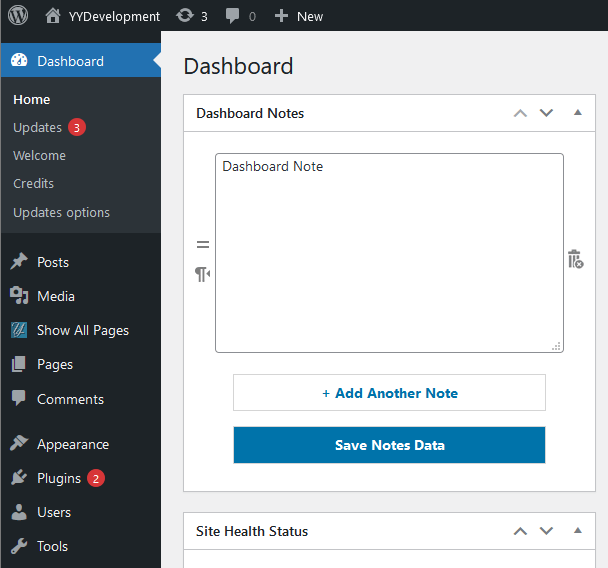 YYDevelopment 3 0 + New
Dashboard
Home
Updates 3
Welcome
Credits
Updates options
Posts
Media
Show All Pages
Pages
Comments
Appearance
Plugins 2
Users
Tools
Dashboard
Dashboard Notes
Dashboard Note
+ Add Another Note
Save Notes Data
Site Health Status